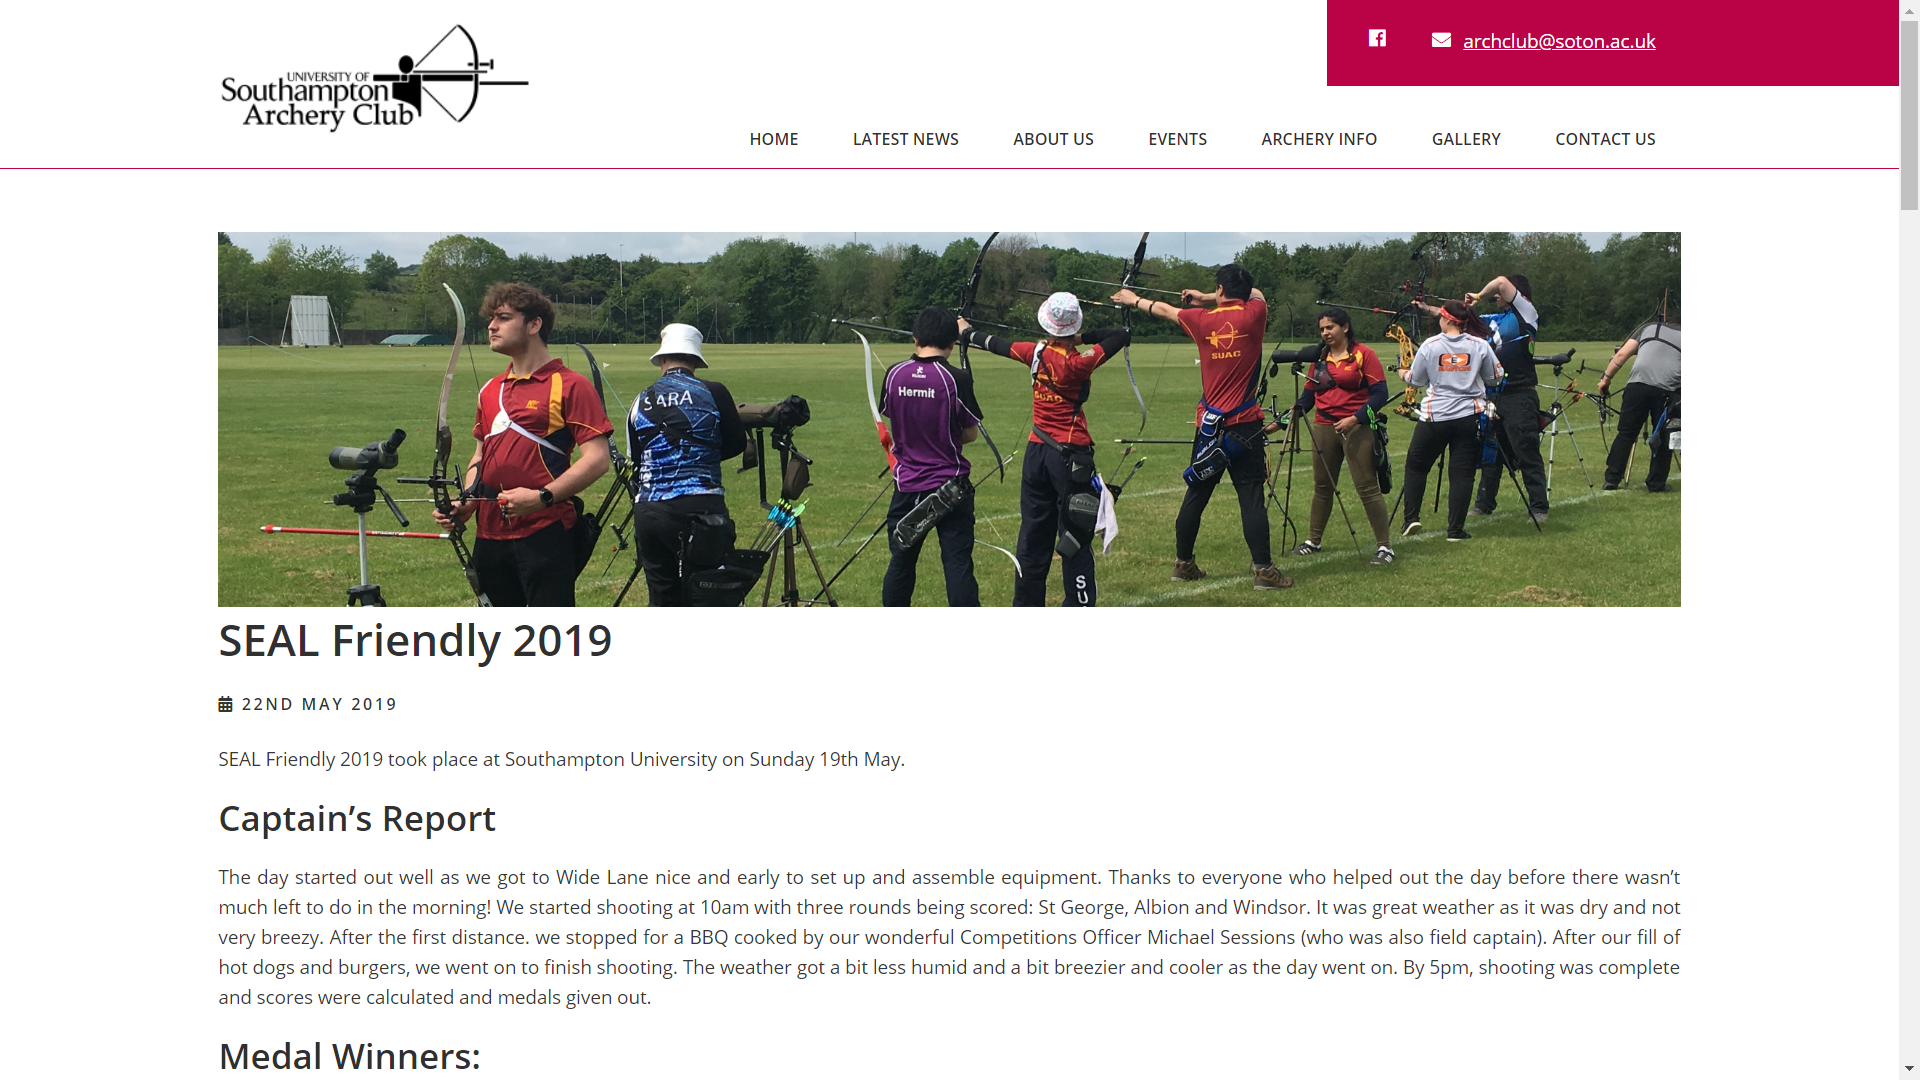 UNIVERSITY OF
Southampton
Archery Club
archclub@soton.ac.uk
HOME
LATEST NEWS
ABOUT US
EVENTS
ARCHERY INFO
GALLERY
CONTACT US
SARA
Hermit
SUAC
SUAC
EASTON
S
U
SEAL Friendly 2019
22ND MAY 2019
SEAL Friendly 2019 took place at Southampton University on Sunday 19th May.
Captain’s Report
The day started out well as we got to Wide Lane nice and early to set up and assemble equipment. Thanks to everyone who helped out the day before there wasn’t
much left to do in the morning! We started shooting at 10am with three rounds being scored: St George, Albion and Windsor. It was great weather as it was dry and not
very breezy. After the first distance. we stopped for a BBQ cooked by our wonderful Competitions Officer Michael Sessions (who was also field captain). After our fill of
hot dogs and burgers, we went on to finish shooting. The weather got a bit less humid and a bit breezier and cooler as the day went on. By 5pm, shooting was complete
and scores were calculated and medals given out.
Medal Winners: